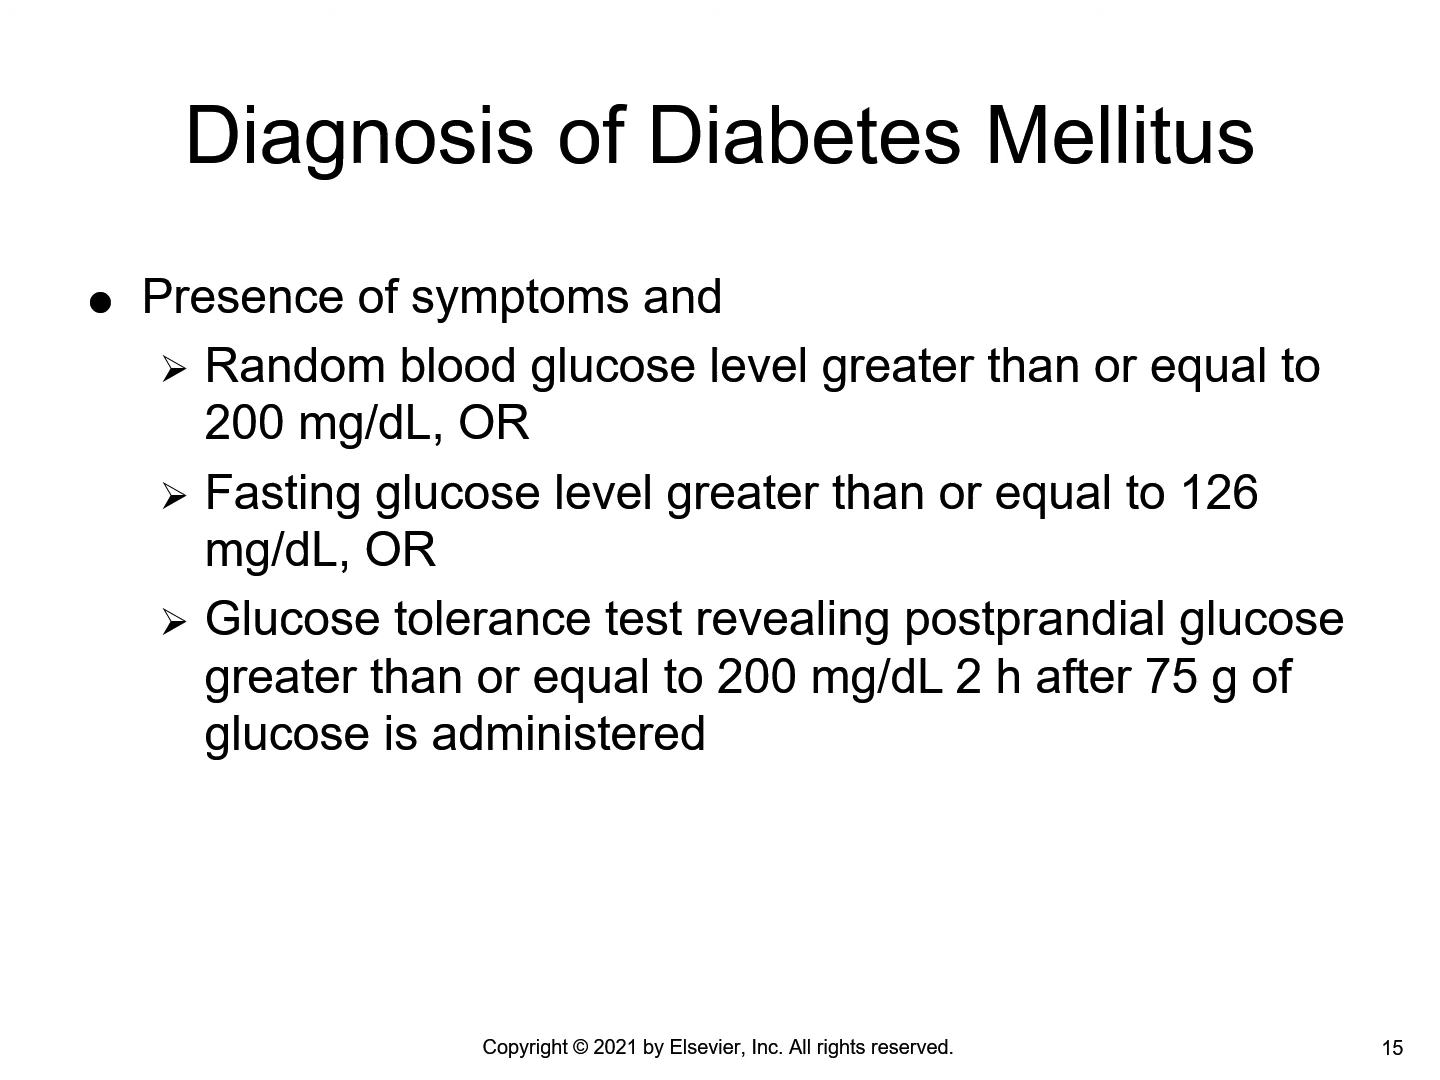 Diagnosis of Diabetes Mellitus
● Presence of symptoms and
➢ Random blood glucose level greater than or equal to
200 mg/dL, OR
➢ Fasting glucose level greater than or equal to 126
mg/dL, OR
➢ Glucose tolerance test revealing postprandial glucose
greater than or equal to 200 mg/dL 2 h after 75 g of
glucose is administered
Copyright © 2021 by Elsevier, Inc. All rights reserved.
15